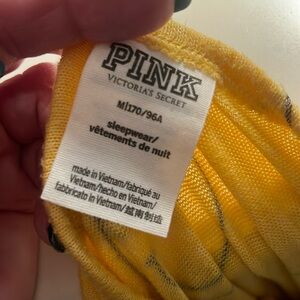 PINK
VICTORIA'S SECRET
M|170/96A
sleepwear/
vêtements de nuit
made in Vietnam/fabriqué au
Vietnam/hecho en Vietnam/
fabbricato in Vietnam/越南制造